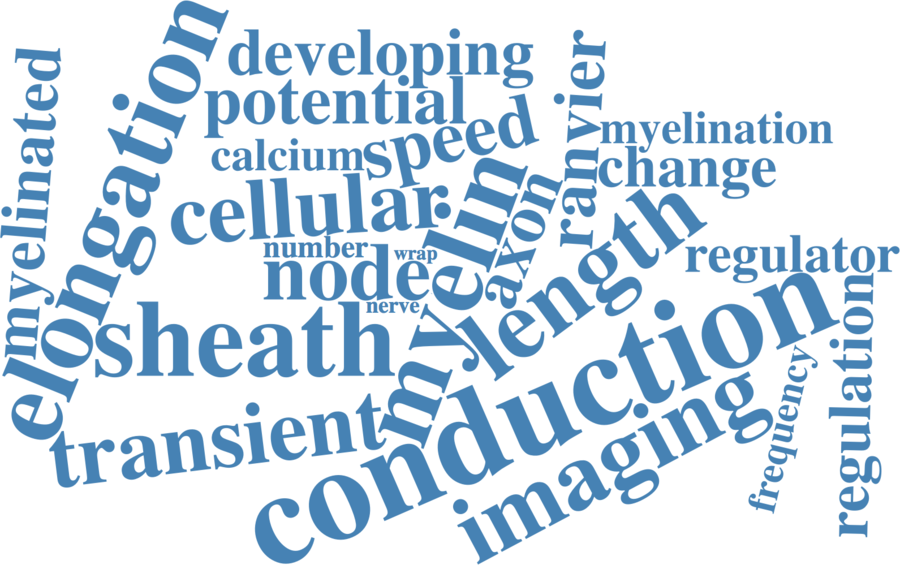 developing
potential
myelinated
elongation
ranvier
speed
myelination
calcium
change
cellular
myelin
axon
length
number
wrap
node
regulator
nerve
sheath
conduction
regulation
transient
imaging
frequency